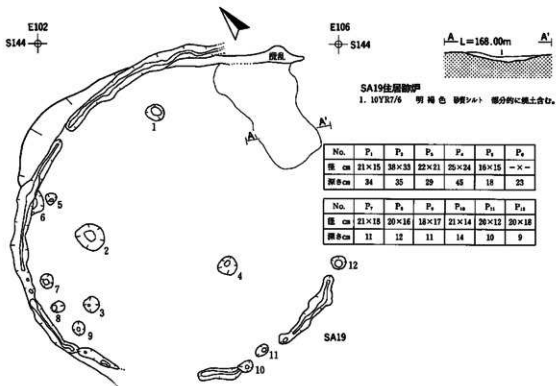 E102
S144
E106
S144
撹乱
A A'
A L=168.00m A'
SA19住居跡炉
1. 10YR7/6 明褐色 砂質シルト 部分的に焼土含む。
No. P₁ P₂ P₃ P₄ P₅ P₆
径 cm 21×15 38×33 22×21 25×24 16×15 -×-
深さcm 34 35 29 45 18 23
No. P₇ P₈ P₉ P₁₀ P₁₁ P₁₂
径 cm 21×18 20×16 18×17 21×14 20×12 20×18
深さcm 11 12 11 14 10 9
1
5
6
2
4
12
7
3
8
9
SA19
11
10